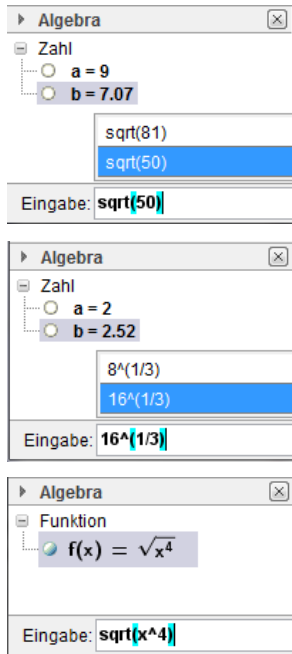 Algebra
Zahl
a = 9
b = 7.07
sqrt(81)
sqrt(50)
Eingabe: sqrt(50)
Algebra
Zahl
a = 2
b = 2.52
8^(1/3)
16^(1/3)
Eingabe: 16^(1/3)
Algebra
Funktion
f(x) = √x⁴
Eingabe: sqrt(x^4)